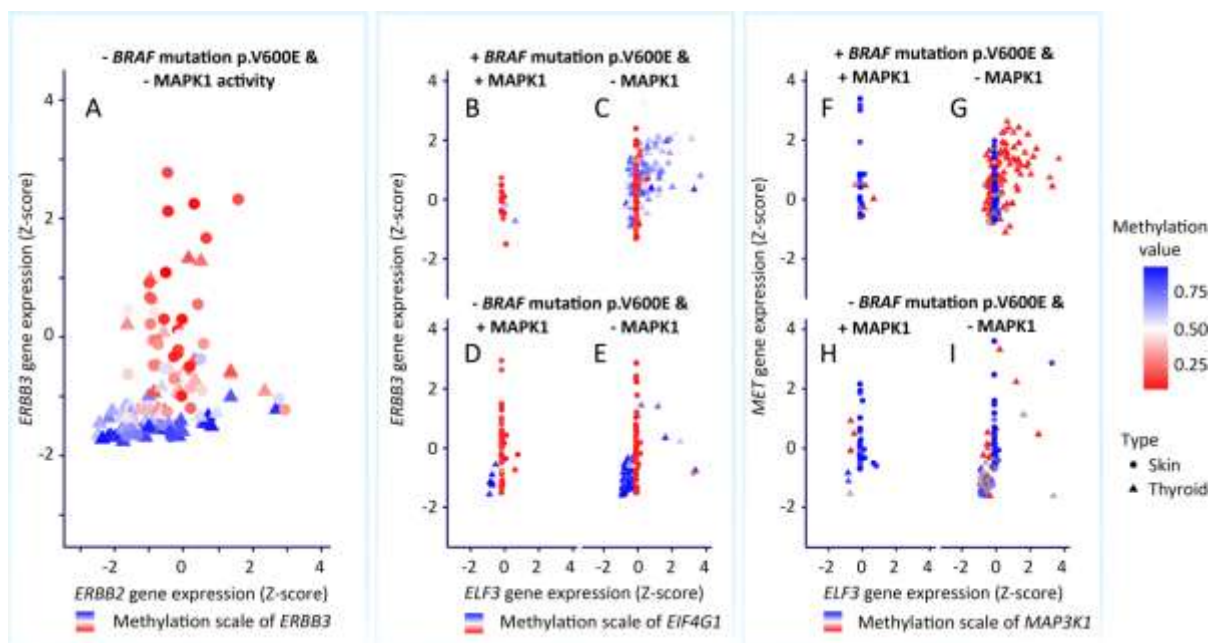 - BRAF mutation p.V600E &
- MAPK1 activity
A
4
2
0
-2
ERBB3 gene expression (Z-score)
-2
0
2
4
ERBB2 gene expression (Z-score)
Methylation scale of ERBB3
+ BRAF mutation p.V600E &
+ MAPK1
- MAPK1
B
C
4
2
0
-2
- BRAF mutation p.V600E &
+ MAPK1
- MAPK1
D
E
4
2
0
-2
ERBB3 gene expression (Z-score)
-2 0 2 4 -2 0 2 4
ELF3 gene expression (Z-score)
Methylation scale of EIF4G1
+ BRAF mutation p.V600E &
+ MAPK1
- MAPK1
F
G
4
2
0
-2
- BRAF mutation p.V600E &
+ MAPK1
- MAPK1
H
I
4
2
0
-2
MET gene expression (Z-score)
-2 0 2 4 -2 0 2 4
ELF3 gene expression (Z-score)
Methylation scale of MAP3K1
Methylation
value
0.75
0.50
0.25
Type
Skin
Thyroid